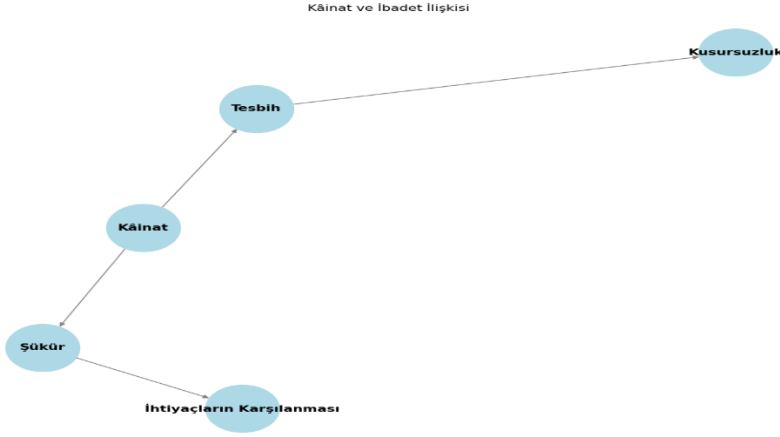 Kâinat ve İbadet İlişkisi
Kusursuzluk
Tesbih
Kâinat
Şükür
İhtiyaçların Karşılanması